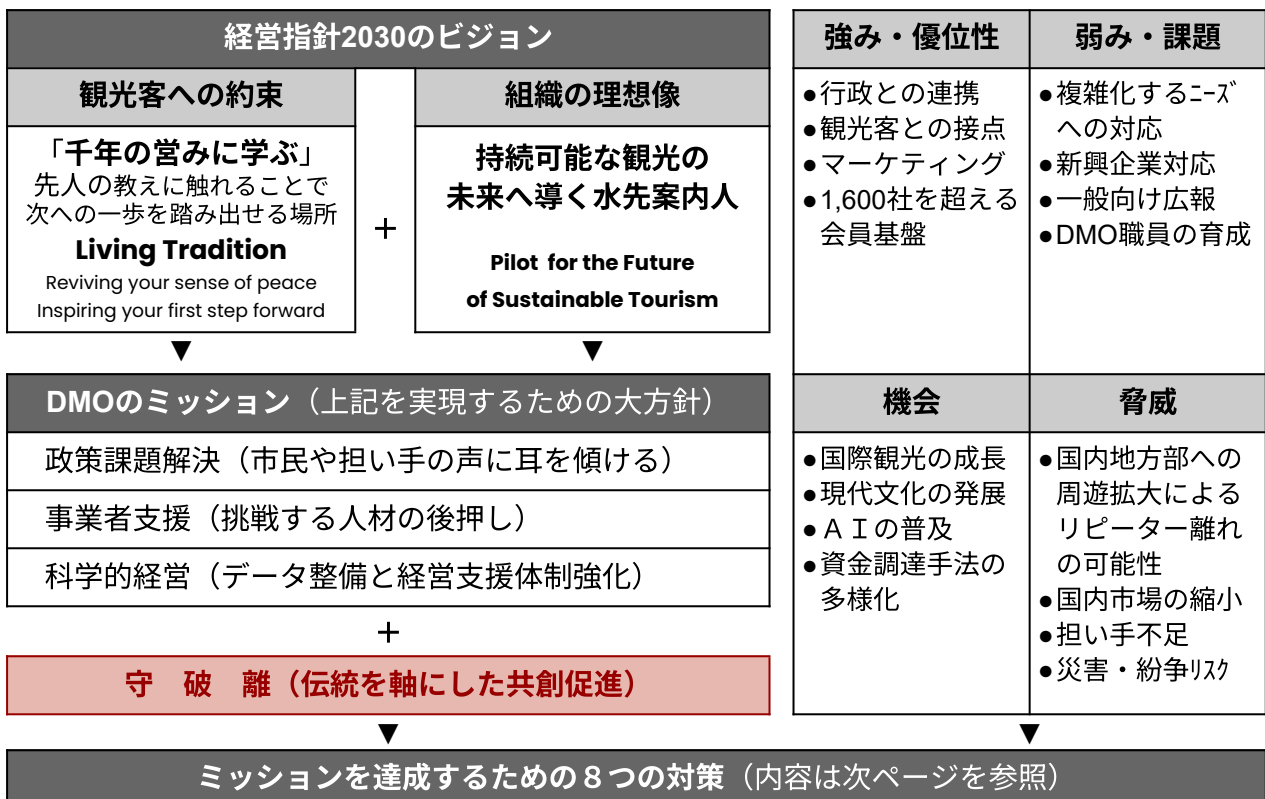 経営指針2030のビジョン
観光客への約束
「千年の営みに学ぶ」
先人の教えに触れることで
次への一歩を踏み出せる場所
Living Tradition
Reviving your sense of peace
Inspiring your first step forward
+
組織の理想像
持続可能な観光の
未来へ導く水先案内人
Pilot for the Future
of Sustainable Tourism
▼
▼
DMOのミッション（上記を実現するための大方針）
政策課題解決（市民や担い手の声に耳を傾ける）
事業者支援（挑戦する人材の後押し）
科学的経営（データ整備と経営支援体制強化）
+
守　破　離（伝統を軸にした共創促進）
▼
強み・優位性
●行政との連携
●観光客との接点
●マーケティング
●1,600社を超える
会員基盤
弱み・課題
●複雑化するﾆｰｽﾞ
への対応
●新興企業対応
●一般向け広報
●DMO職員の育成
機会
●国際観光の成長
●現代文化の発展
●ＡＩの普及
●資金調達手法の
多様化
脅威
●国内地方部への
周遊拡大による
リピーター離れ
の可能性
●国内市場の縮小
●担い手不足
●災害・紛争ﾘｽｸ
▼
ミッションを達成するための８つの対策（内容は次ページを参照）